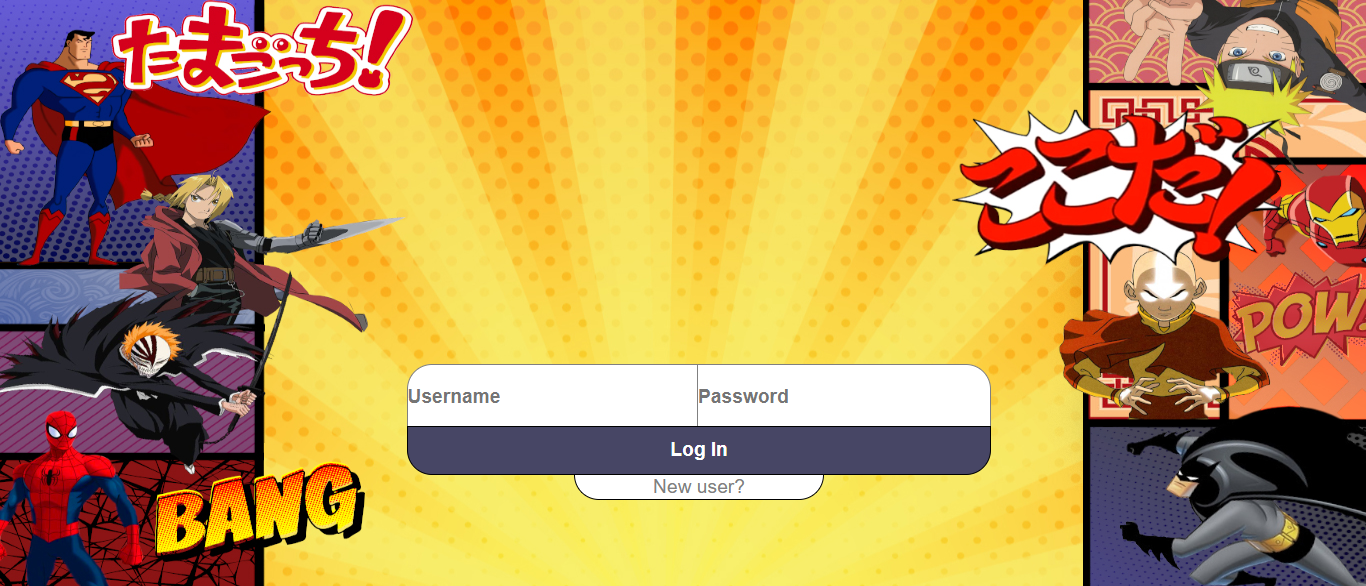 たまごっち!
ここだ!
POW
Username
Password
Log In
New user?
BANG